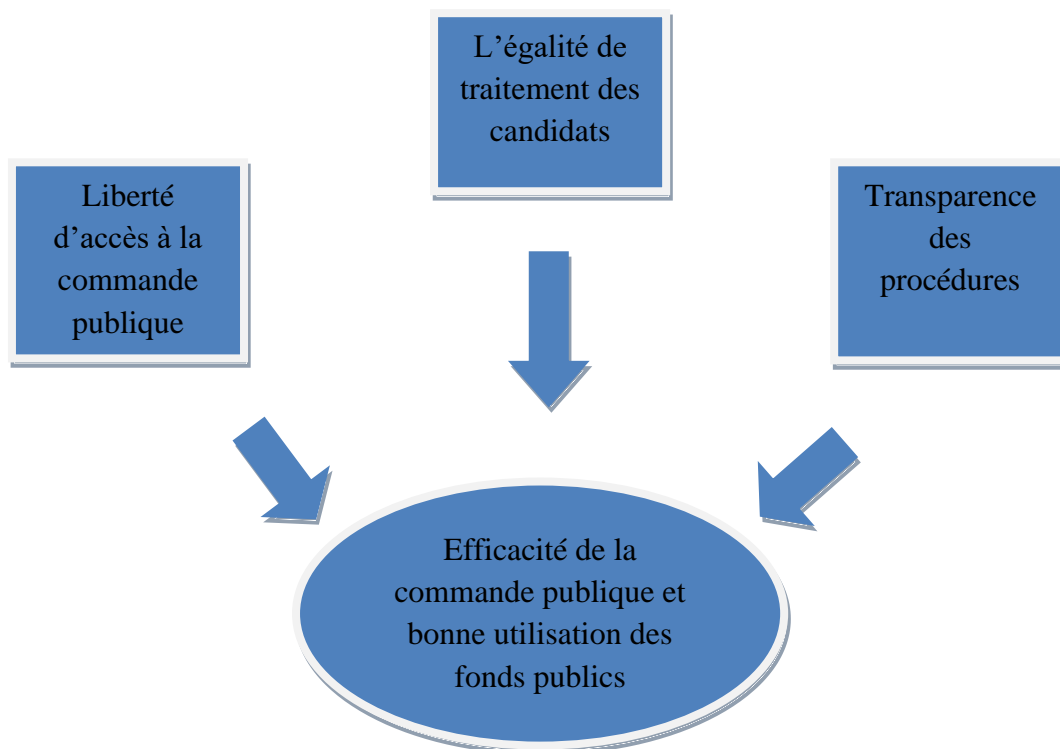 L’égalité de
traitement des
candidats
Liberté
d’accès à la
commande
publique
Transparence
des
procédures
Efficacité de la
commande publique et
bonne utilisation des
fonds publics